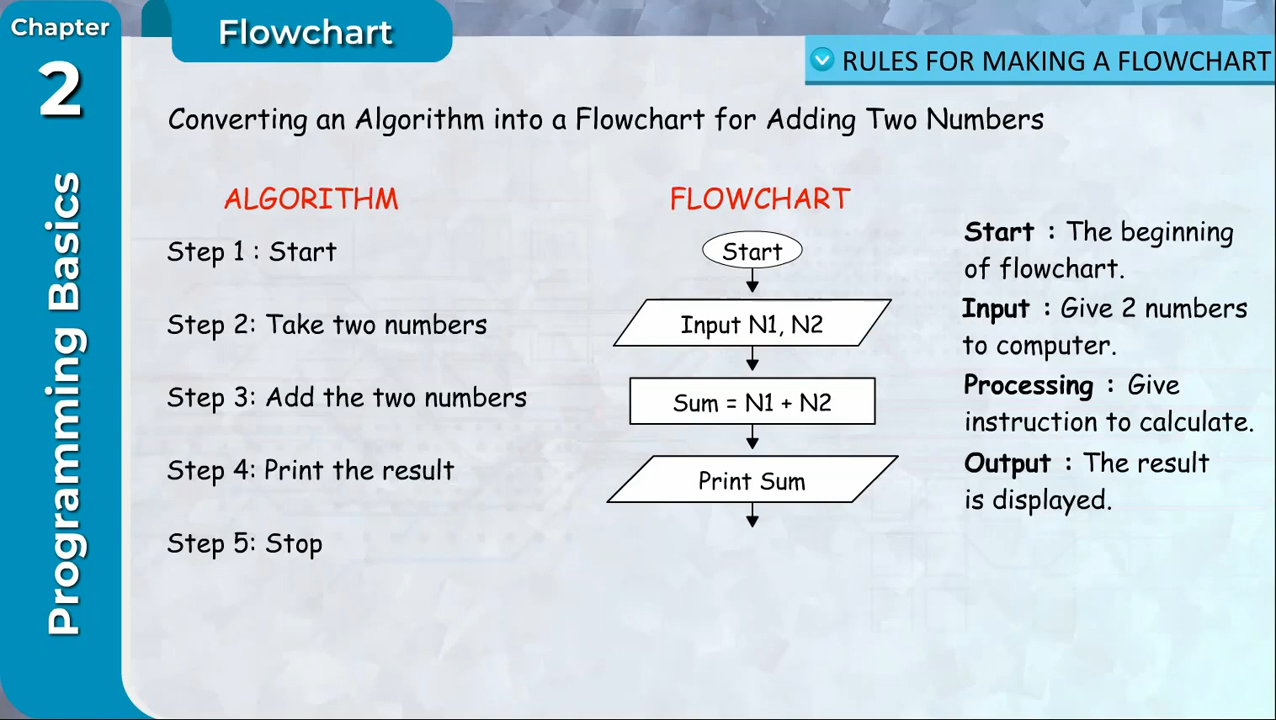 Chapter
2
Programming Basics
Flowchart
RULES FOR MAKING A FLOWCHART
Converting an Algorithm into a Flowchart for Adding Two Numbers
ALGORITHM
Step 1 : Start
Step 2: Take two numbers
Step 3: Add the two numbers
Step 4: Print the result
Step 5: Stop
FLOWCHART
Start
Input N1, N2
Sum = N1 + N2
Print Sum
Start : The beginning
of flowchart.
Input : Give 2 numbers
to computer.
Processing : Give
instruction to calculate.
Output : The result
is displayed.